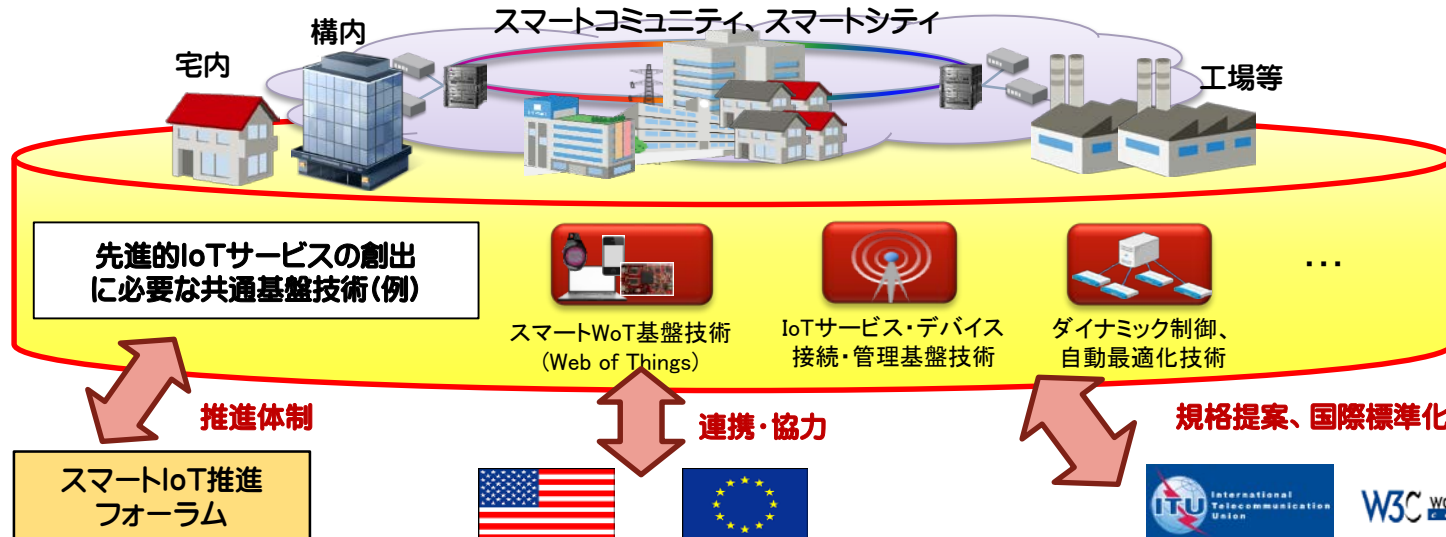 スマートコミュニティ、スマートシティ
構内
宅内
工場等
先進的IoTサービスの創出
に必要な共通基盤技術(例)
スマートWoT基盤技術
(Web of Things)
IoTサービス・デバイス
接続・管理基盤技術
ダイナミック制御、
自動最適化技術
...
推進体制
連携・協力
規格提案、国際標準化
スマートIoT推進
フォーラム
ITU
International
Telecommunication
Union
W3C